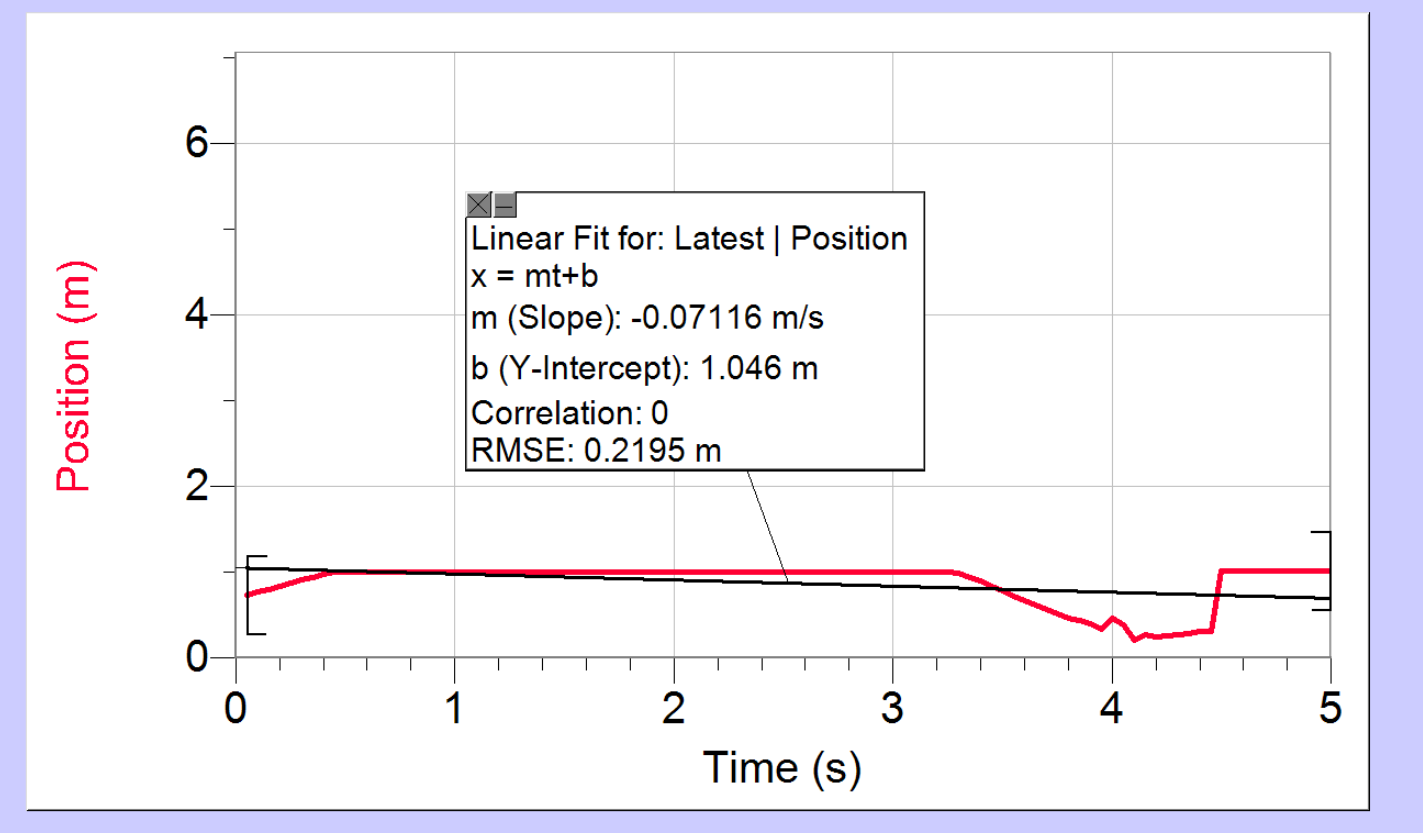 6
4
2
0
Position (m)
Linear Fit for: Latest | Position
x = mt+b
m (Slope): -0.07116 m/s
b (Y-Intercept): 1.046 m
Correlation: 0
RMSE: 0.2195 m
0 1 2 3 4 5
Time (s)